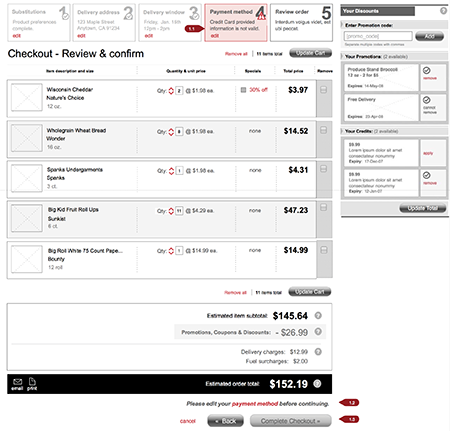 Substitutions 1
Product preferences
complete.
edit
Delivery address 2
123 Maple Street
Anytown, CA 91234
edit
Delivery window 3
Friday, Jan. 19th
12pm - 2pm
edit
1.1
Payment method 4
Credit Card provided
information is not valid.
edit
Review order 5
Interdum volgus videt, est
ubi peccet.
Your Discounts
Enter Promotion code:
[promo_code]
Add
Separate multiple codes with commas
Your Promotions: (2 available)
Produce Stand Broccoli
12 oz - 2 for $5
Expires: 14-May-09
remove
Free Delivery
Expires: 23-Apr-09
cannot
remove
Your Credits: (2 available)
$9.99
Lorem ipsum dolor sit amet
consectetuer nonummy
Expiry: 17-Dec-07
$9.99
Lorem ipsum dolor sit amet
consectetuer nonummy
Expiry: 12-Jan-07
remove
Update Total
Checkout - Review & confirm
Remove all
11 items total
Update Cart
Item description and size
Quantity & unit price
Specials
Total price
Remove
Wisconsin Cheddar
Nature's Choice
12 oz.
Qty: 2 @ $1.98 ea.
30% off
$3.97
Wholegrain Wheat Bread
Wonder
16 oz.
Qty: 8 @ $1.98 ea.
none
$14.52
Spanks Undergarments
Spanks
3 ct.
Qty: 1 @ $1.98 ea.
none
$4.31
Big Kid Fruit Roll Ups
Sunkist
8 ct.
Qty: 11 @ $4.29 ea.
none
$47.23
Big Roll White 75 Count Pape...
Bounty
12 roll
Qty: 1 @ $14.99 ea.
none
$14.99
Remove all
11 items total
Update Cart
Estimated item subtotal: $145.64
Promotions, Coupons & Discounts: - $26.99
Delivery charges: $12.99
Fuel surcharges: $2.00
email
print
Estimated order total: $152.19
Please edit your payment method before continuing.
1.2
cancel
« Back
Complete Checkout »
1.3